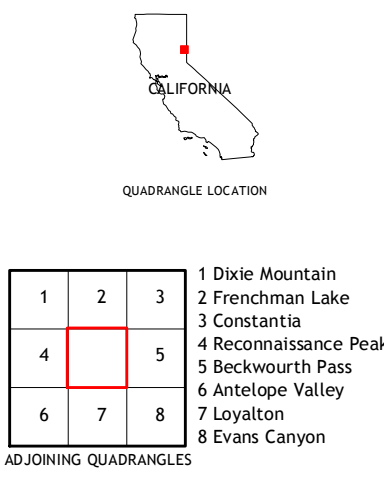 CALIFORNIA
QUADRANGLE LOCATION
1 2 3
4 5
6 7 8
1 Dixie Mountain
2 Frenchman Lake
3 Constantia
4 Reconnaissance Peak
5 Beckwourth Pass
6 Antelope Valley
7 Loyalton
8 Evans Canyon
ADJOINING QUADRANGLES